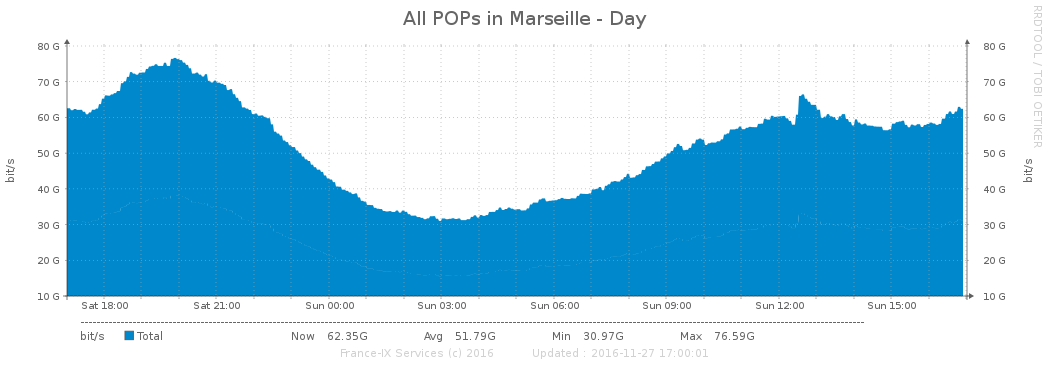 All POPs in Marseille - Day
RRDTOOL / TOBI OETIKER
80 G 80 G
70 G 70 G
60 G 60 G
50 G 50 G
40 G 40 G
30 G 30 G
20 G 20 G
10 G 10 G
bit/s
bit/s
Sat 18:00 Sat 21:00 Sun 00:00 Sun 03:00 Sun 06:00 Sun 09:00 Sun 12:00 Sun 15:00
bit/s Total Now 62.35G Avg 51.79G Min 30.97G Max 76.59G
France-IX Services (c) 2016 Updated : 2016-11-27 17:00:01